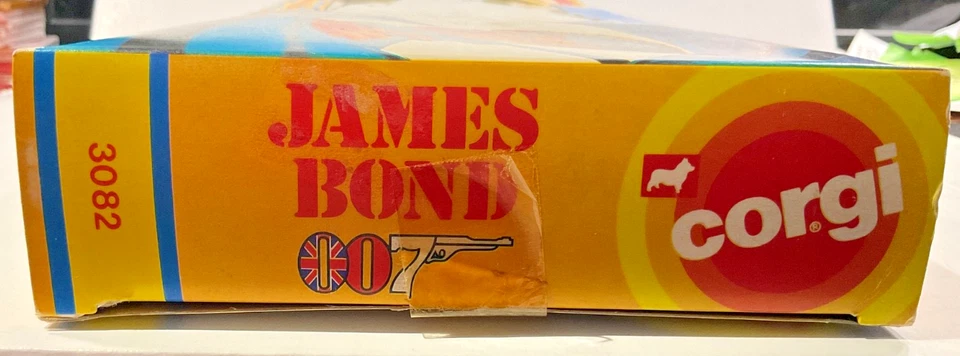 3082
JAMES
BOND
007
corgi®